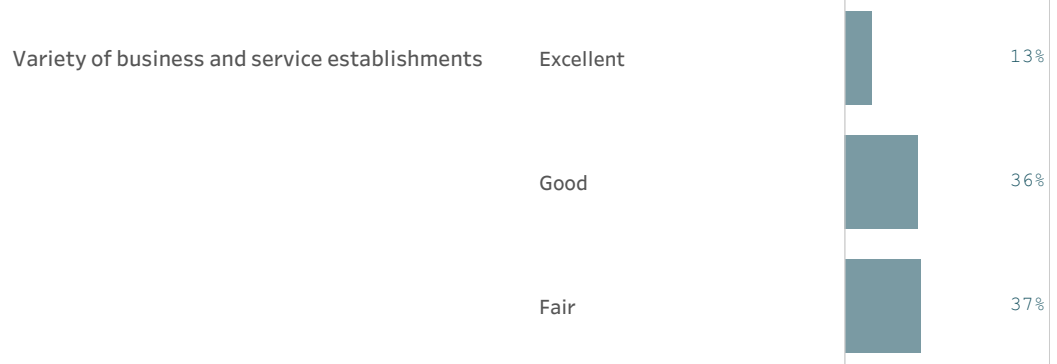 Variety of business and service establishments Excellent 13%
Good 36%
Fair 37%